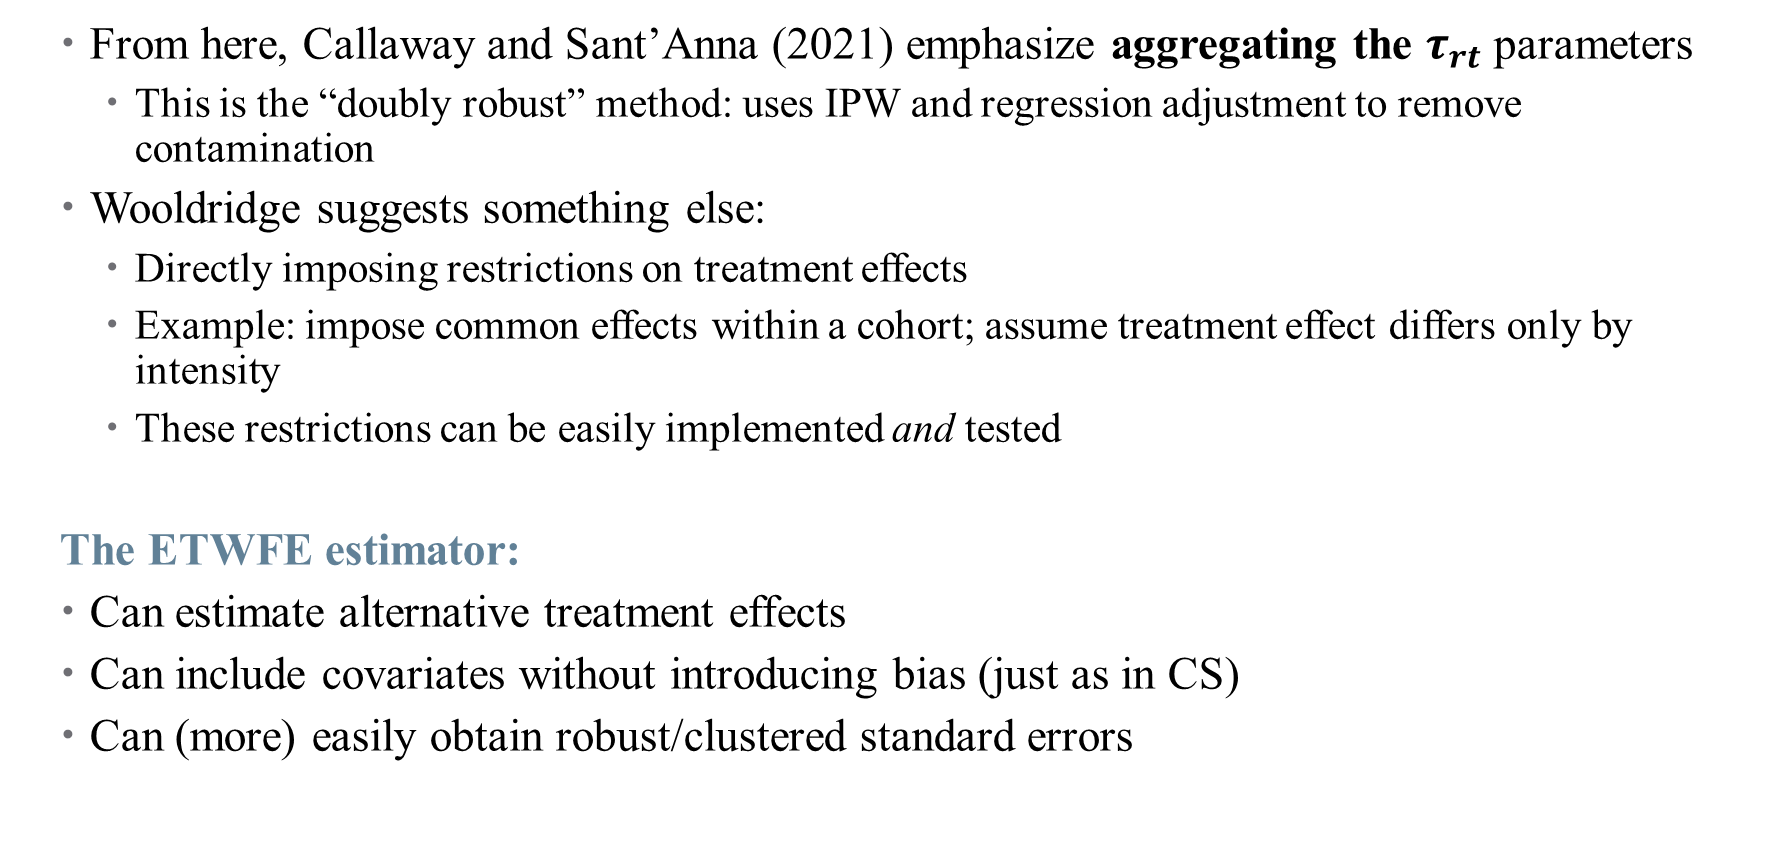 • From here, Callaway and Sant’Anna (2021) emphasize aggregating the τrt parameters
• This is the “doubly robust” method: uses IPW and regression adjustment to remove
contamination
• Wooldridge suggests something else:
• Directly imposing restrictions on treatment effects
• Example: impose common effects within a cohort; assume treatment effect differs only by
intensity
• These restrictions can be easily implemented and tested
The ETWFE estimator:
• Can estimate alternative treatment effects
• Can include covariates without introducing bias (just as in CS)
• Can (more) easily obtain robust/clustered standard errors